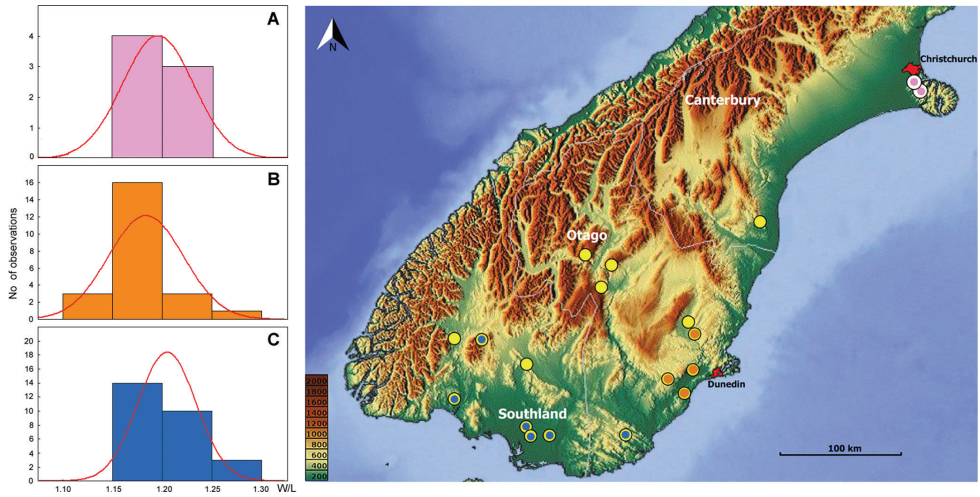 A
4
3
2
1
0
B
No of observations
16
14
12
10
8
6
4
2
0
C
20
18
16
14
12
10
8
6
4
2
0
1.10 1.15 1.20 1.25 1.30 W/L
N
Christchurch
Canterbury
Otago
Dunedin
Southland
2000
1800
1600
1400
1200
1000
800
600
400
200
100 km